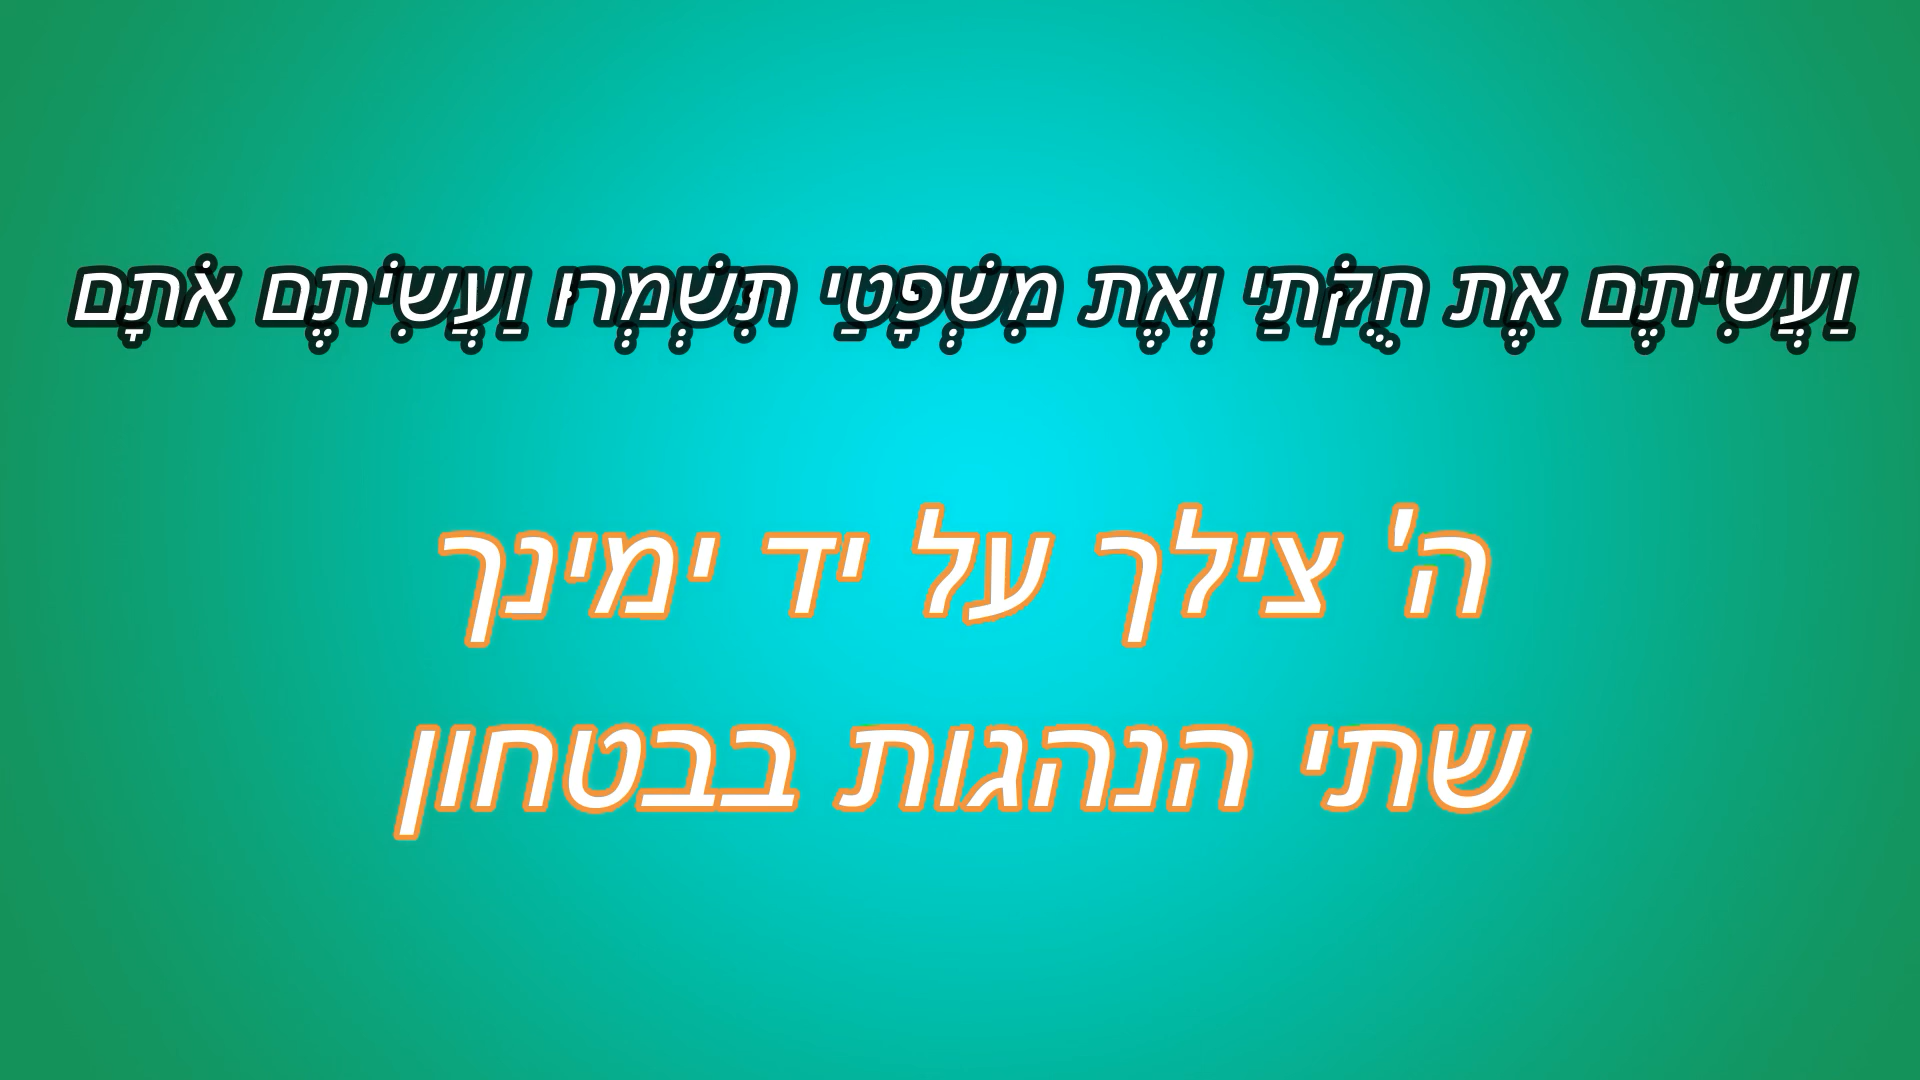 וַעֲשִׂיתֶם אֶת חֻקֹּתַי וְאֶת מִשְׁפָּטַי תִּשְׁמְרוּ וַעֲשִׂיתֶם אֹתָם
ה' צילך על יד ימינך
שתי הנהגות בבטחון